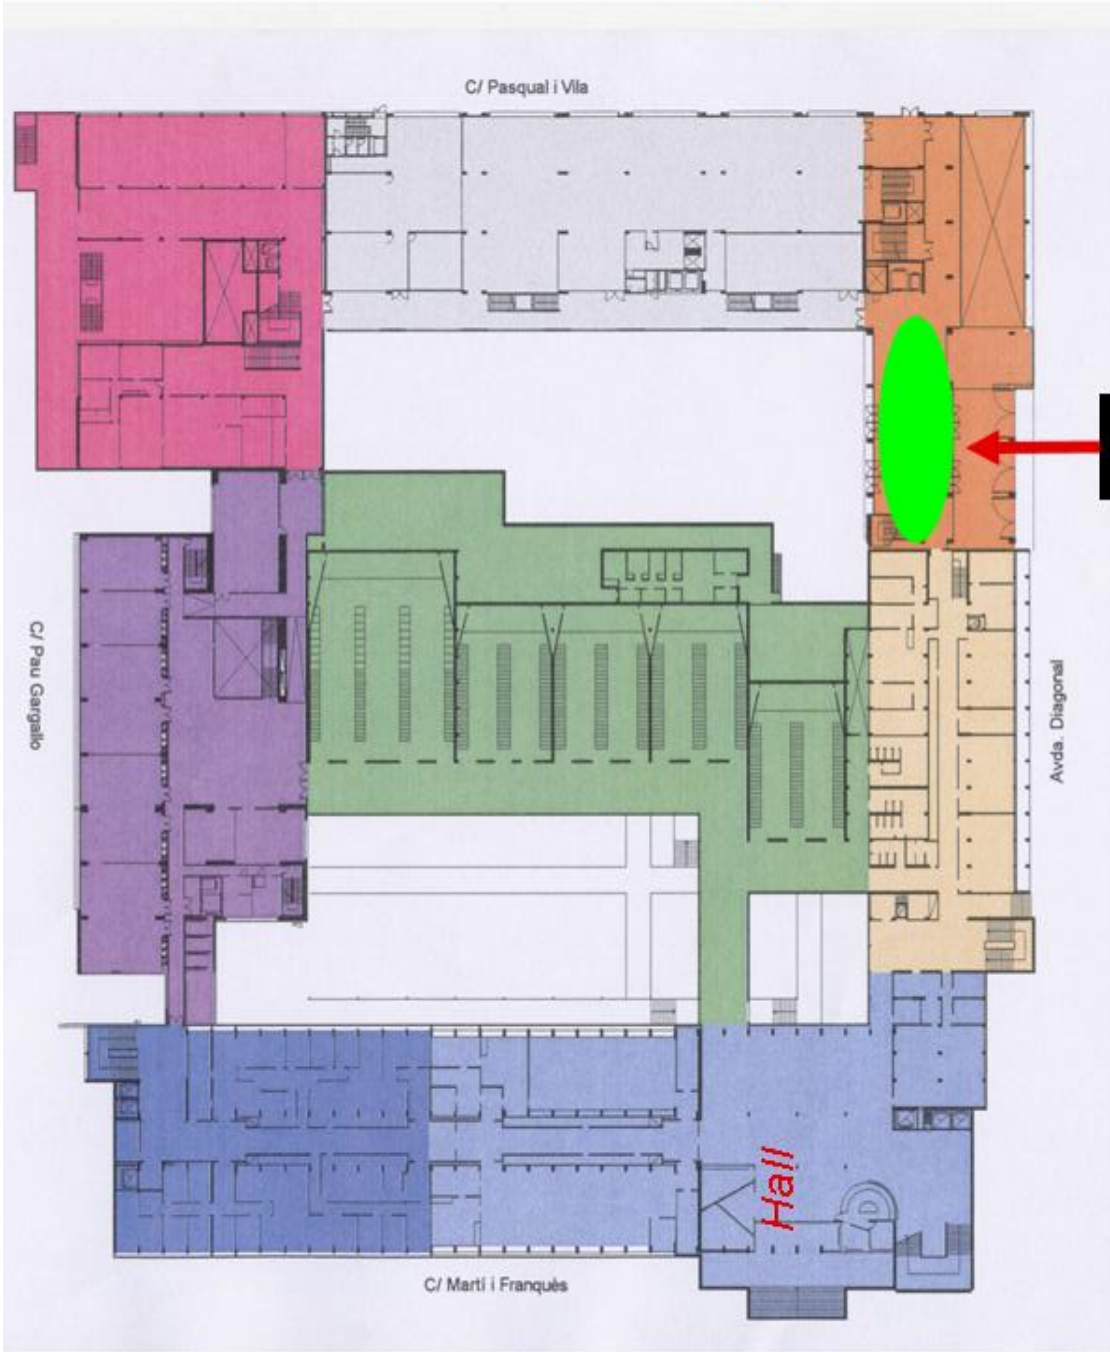 C/ Pasqual i Vila
C/ Pau Gargallo
Avda. Diagonal
Hall
C/ Martí i Franquès